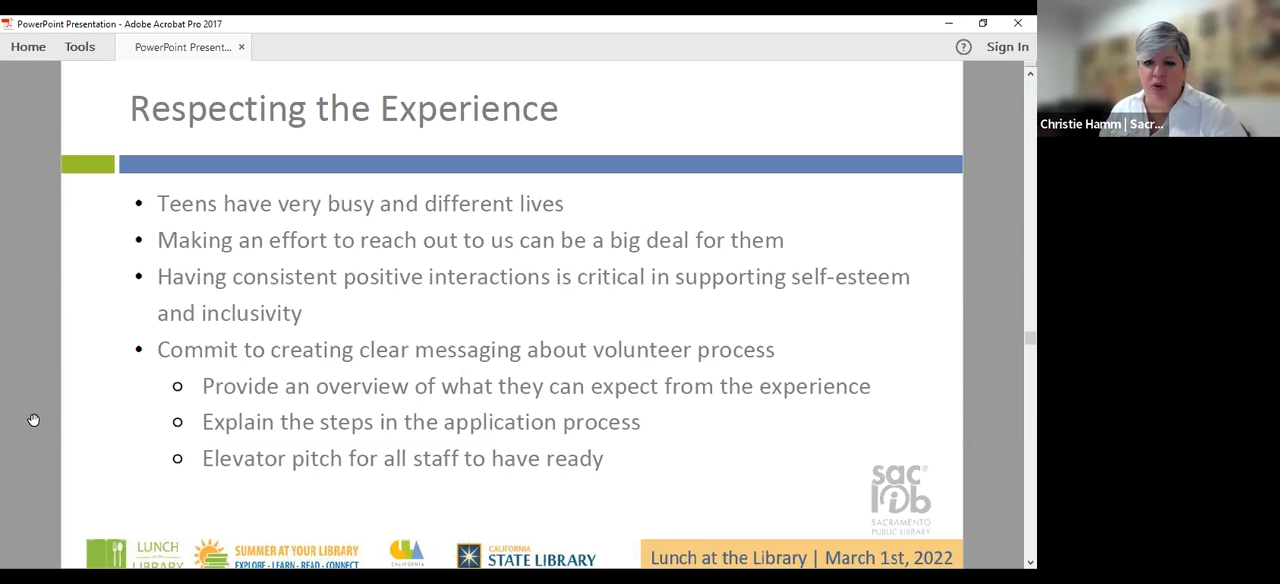 PowerPoint Presentation - Adobe Acrobat Pro 2017
Home Tools PowerPoint Present... × ? Sign In
Christie Hamm | Sacr...
Respecting the Experience
• Teens have very busy and different lives
• Making an effort to reach out to us can be a big deal for them
• Having consistent positive interactions is critical in supporting self-esteem
and inclusivity
• Commit to creating clear messaging about volunteer process
o Provide an overview of what they can expect from the experience
o Explain the steps in the application process
o Elevator pitch for all staff to have ready
sac
lib
SACRAMENTO
PUBLIC LIBRARY
LUNCH
LIBRARY
SUMMER AT YOUR LIBRARY
EXPLORE · LEARN · READ · CONNECT
CALIFORNIA
CALIFORNIA
STATE LIBRARY
Lunch at the Library | March 1st, 2022